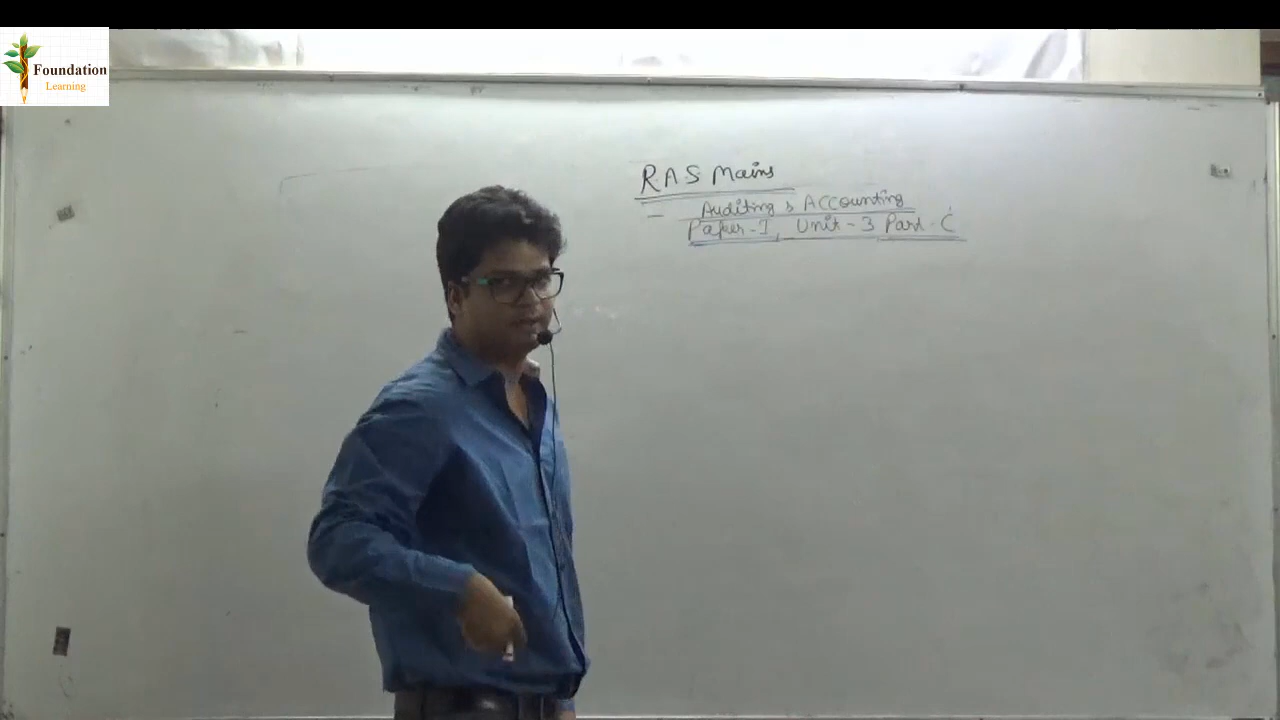 Foundation
Learning
RAS Mains
- Auditing & Accounting
Paper-I, Unit-3 Part-C